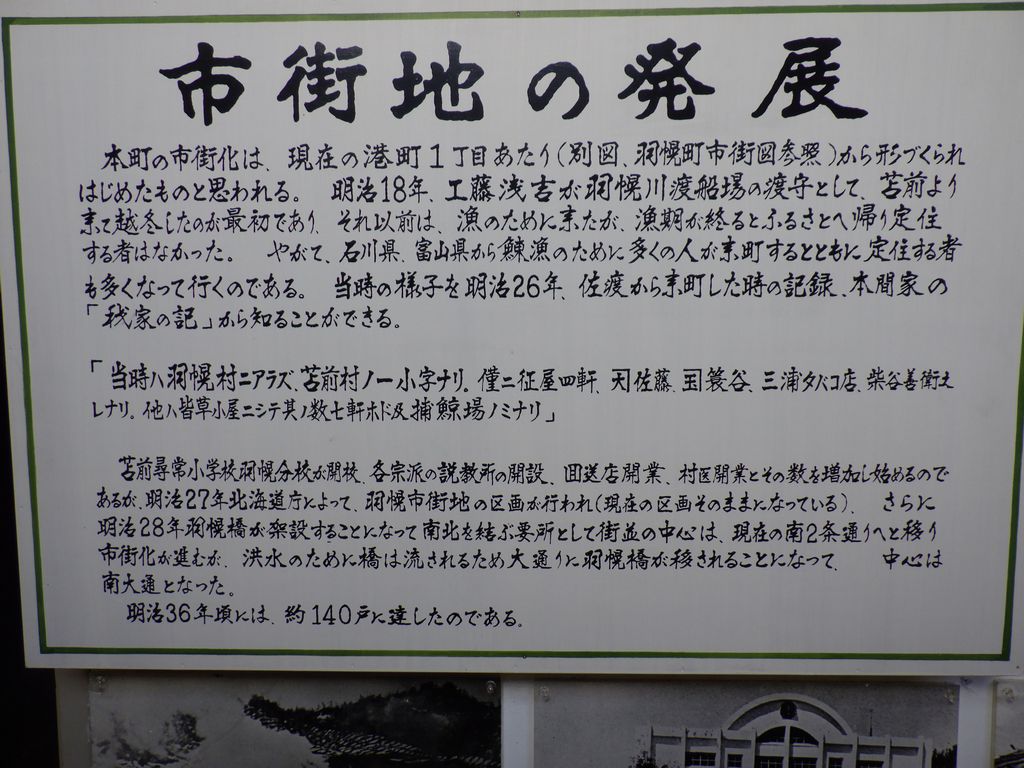 市街地の発展
本町の市街化は、現在の港町1丁目あたり(別図、羽幌町市街図参照)から形づくられ
はじめたものと思われる。 明治18年、工藤浅吉が羽幌川渡船場の渡守として、苫前より
来て越冬したのが最初であり、それ以前は、漁のために来たが、漁期が終るとふるさとへ帰り定住
する者はなかった。 やがて、石川県、富山県から鰊漁のために多くの人が来町するとともに、定住する者
も多くなって行くのである。 当時の様子を明治26年、佐渡から来町した時の記録、本間家の
「我家の記」から知ることができる。
「当時ハ羽幌村ニアラズ、苫前村ノ一小字ナリ。僅ニ征屋四軒、佐藤、簑谷、三浦タバコ店、柴谷善衛士
レナリ。他ハ皆草小屋ニシテ其ノ数七軒ホド及捕鯨場ノミナリ」
苫前尋常小学校羽幌分校が開校、各宗派の説教所の開設、回送店開業、村医開業とその数を増加し始めるので
あるが、明治27年北海道庁によって、羽幌市街地の区画が行われ(現在の区画そのままになっている)、 さらに
明治28年羽幌橋が架設することになって南北を結ぶ要所として街並の中心は、現在の南2条通りへと移り
市街化が進むが、洪水のために橋は流されるため大通りに羽幌橋が移されることになって、 中心は
南大通となった。
明治36年頃には、約140戸に達したのである。